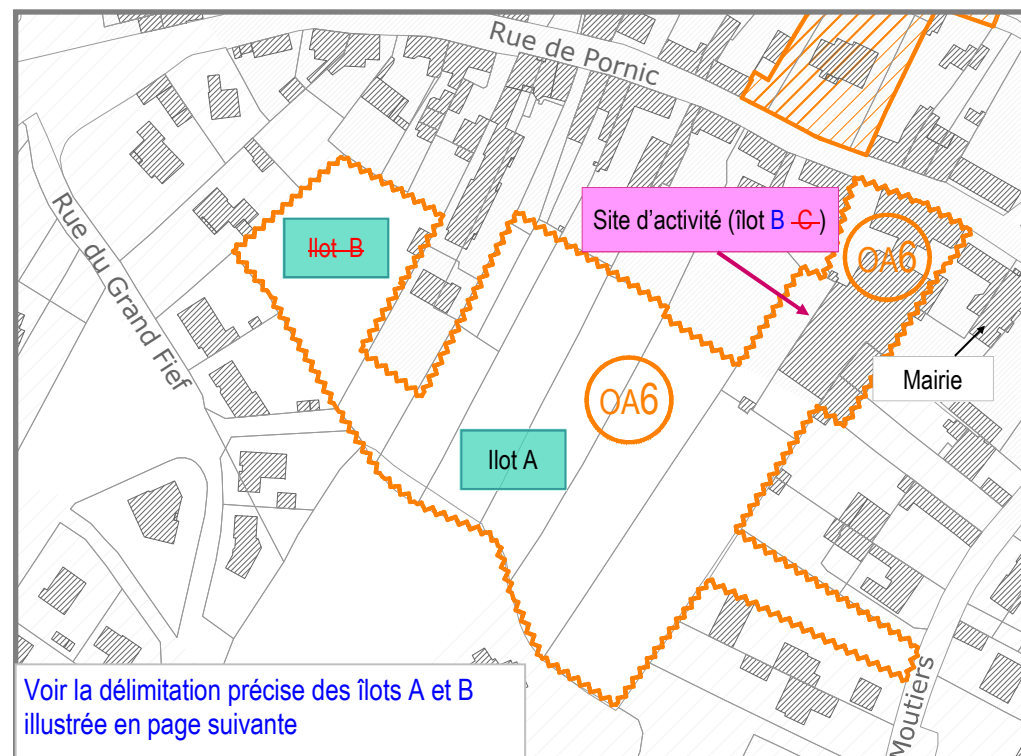 Rue de Pornic
Rue du Grand Fief
Ilot B
Site d'activité (îlot B C)
OA6
Mairie
OA6
Ilot A
Moutiers
Voir la délimitation précise des îlots A et B
illustrée en page suivante